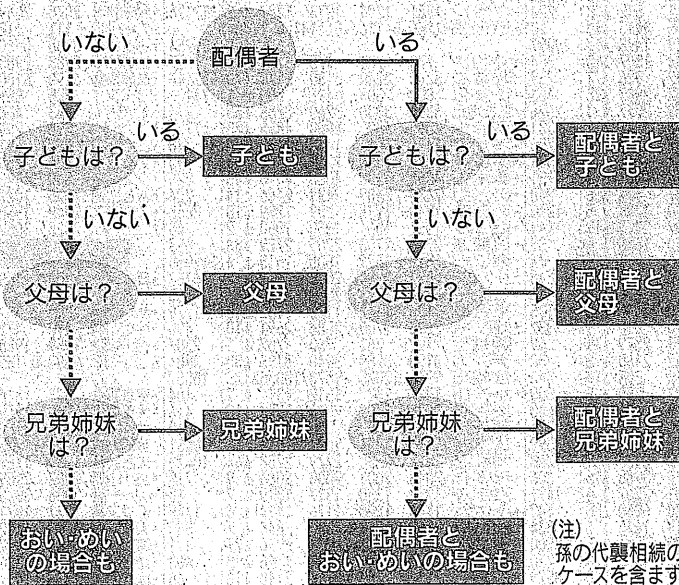 配偶者
いない
いる
子どもは？
いる
子ども
子どもは？
いる
配偶者と
子ども
いない
いない
父母は？
父母
父母は？
配偶者と
父母
兄弟姉妹
は？
兄弟姉妹
兄弟姉妹
は？
配偶者と
兄弟姉妹
おい・めい
の場合も
配偶者と
おい・めいの場合も
(注)
孫の代襲相続の
ケースを含ます